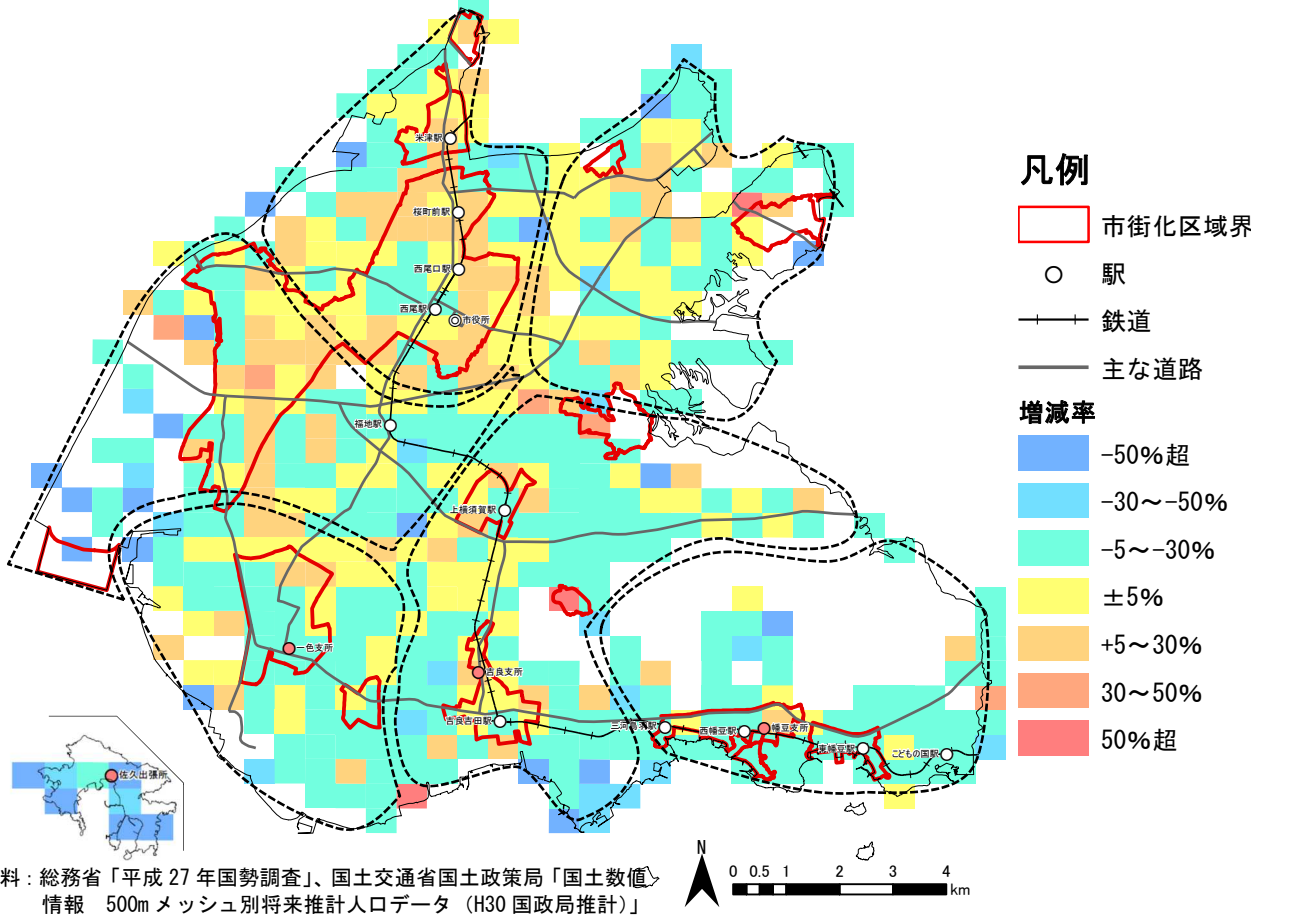 米津駅
桜町前駅
西尾口駅
西尾駅
市役所
福地駅
上横須賀駅
一色支所
吉良支所
吉良吉田駅
三河鳥羽駅
西幡豆駅
幡豆支所
東幡豆駅
こどもの国駅
佐久出張所
凡例
市街化区域界
駅
鉄道
主な道路
増減率
-50%超
-30～-50%
-5～-30%
±5%
+5～30%
30～50%
50%超
N
0 0.5 1 2 3 4
km
料：総務省「平成27年国勢調査」、国土交通省国土政策局「国土数値
情報 500mメッシュ別将来推計人口データ（H30国政局推計）」